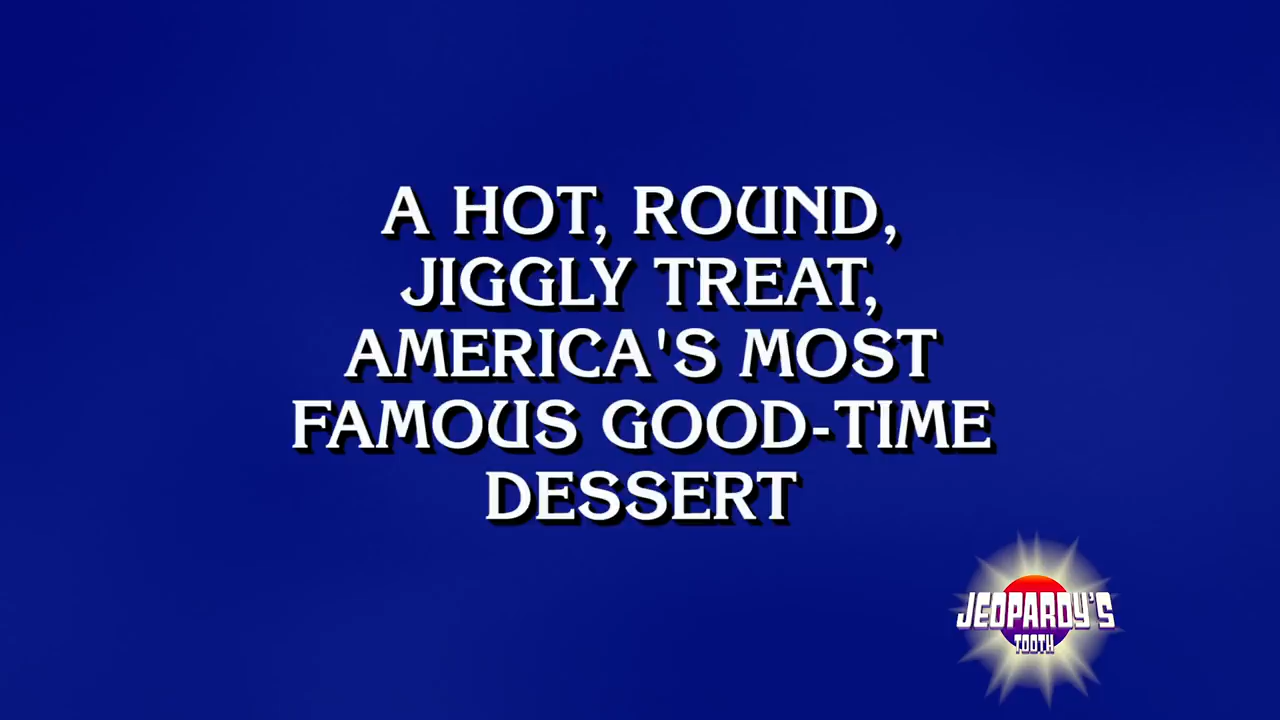 A HOT, ROUND,
JIGGLY TREAT,
AMERICA'S MOST
FAMOUS GOOD-TIME
DESSERT
JEOPARDY'S
TOOTH